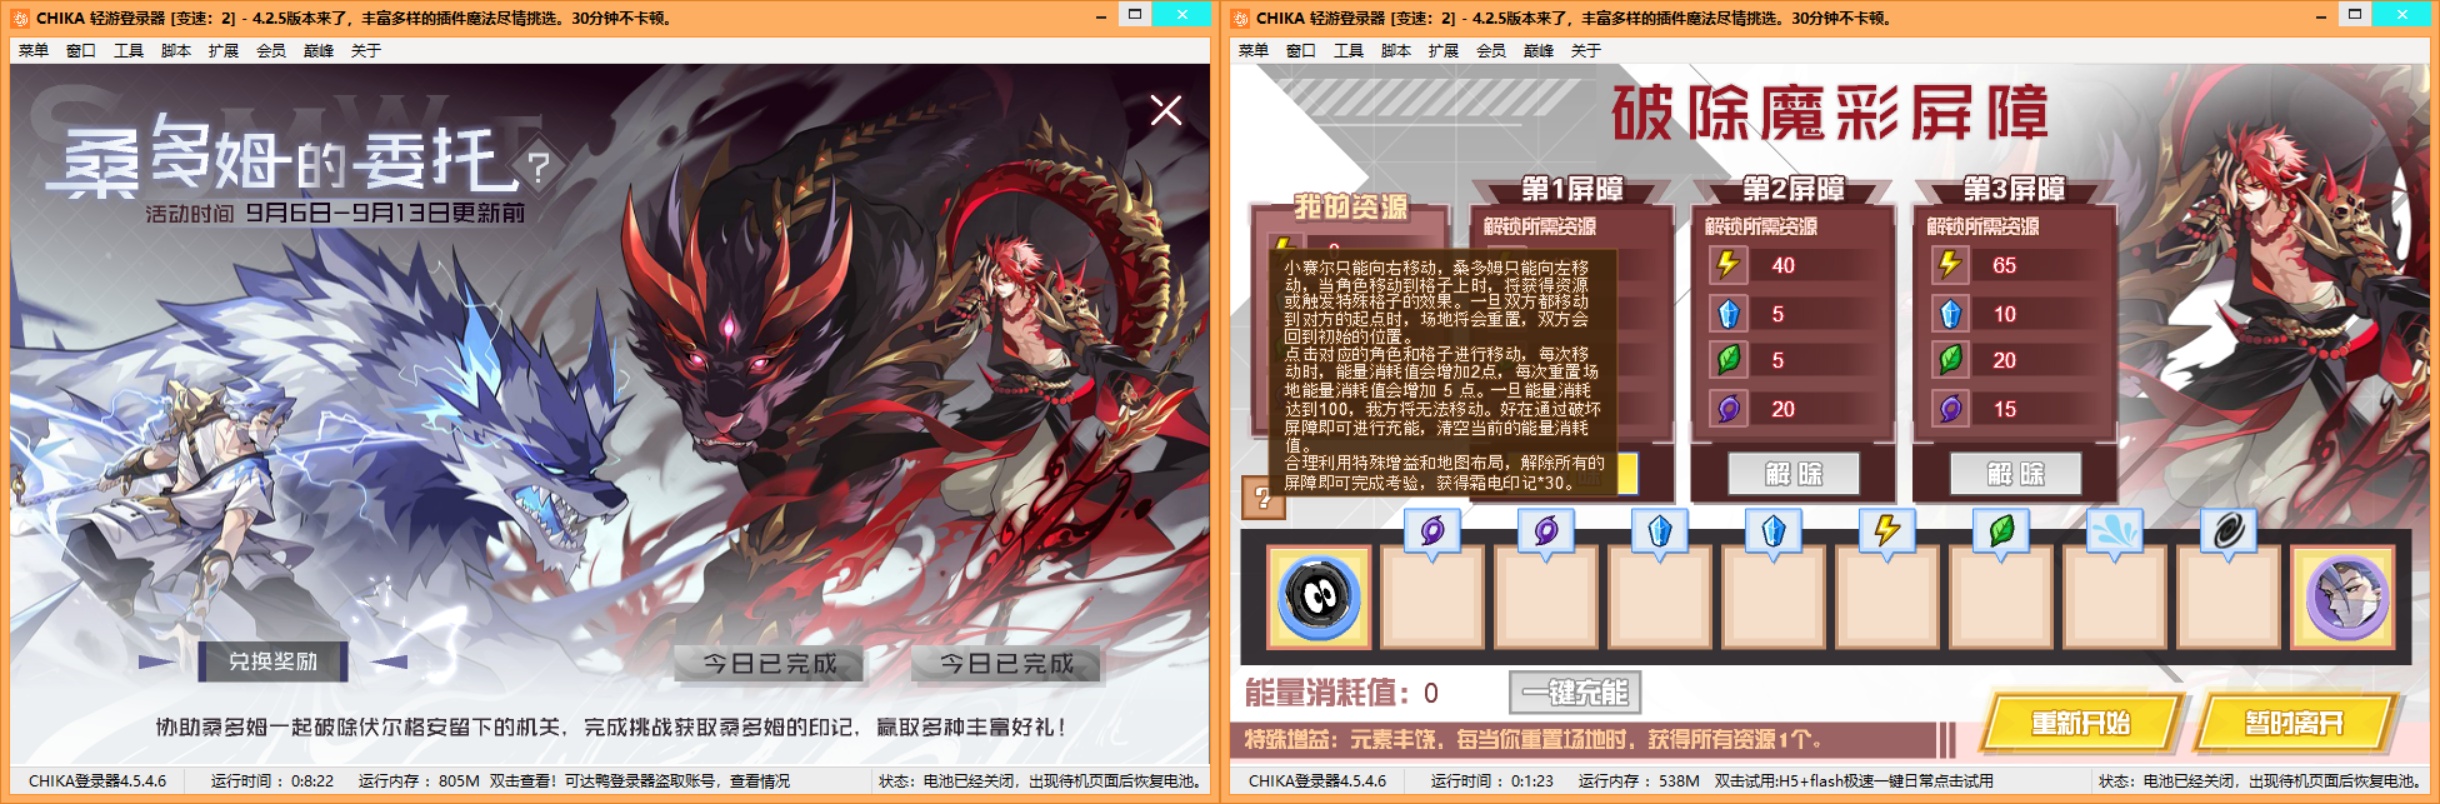 CHIKA 轻游登录器 [变速：2] - 4.2.5版本来了，丰富多样的插件魔法尽情挑选。30分钟不卡顿。
菜单 窗口 工具 脚本 扩展 会员 巅峰 关于
桑多姆的委托
?
活动时间 9月6日-9月13日更新前
兑换奖励
今日已完成
今日已完成
协助桑多姆一起破除伏尔格安留下的机关，完成挑战获取桑多姆的印记，赢取多种丰富好礼！
CHIKA登录器4.5.4.6 运行时间 ：0:8:22 运行内存 ：805M 双击查看！可达鸭登录器盗取账号，查看情况 状态：电池已经关闭，出现待机页面后恢复电池。
CHIKA 轻游登录器 [变速：2] - 4.2.5版本来了，丰富多样的插件魔法尽情挑选。30分钟不卡顿。
菜单 窗口 工具 脚本 扩展 会员 巅峰 关于
破除魔彩屏障
我的资源
0
小赛尔只能向右移动，桑多姆只能向左移
动，当角色移动到格子上时，将获得资源
或触发特殊格子的效果。一旦双方都移动
到对方的起点时，场地将会重置，双方会
回到初始的位置。
点击对应的角色和格子进行移动，每次移
动时，能量消耗值会增加2点，每次重置场
地能量消耗值会增加 5 点。一旦能量消耗
达到100，我方将无法移动。好在通过破坏
屏障即可进行充能，清空当前的能量消耗
值。
合理利用特殊增益和地图布局，解除所有的
屏障即可完成考验，获得霜电印记*30。
?
第1屏障
解锁所需资源
除
第2屏障
解锁所需资源
40
5
5
20
解除
第3屏障
解锁所需资源
65
10
20
15
解除
能量消耗值：0
一键充能
特殊增益：元素丰饶，每当你重置场地时，获得所有资源1个。
重新开始
暂时离开
CHIKA登录器4.5.4.6 运行时间 ：0:1:23 运行内存 ：538M 双击试用:H5+flash极速一键日常点击试用 状态：电池已经关闭，出现待机页面后恢复电池。